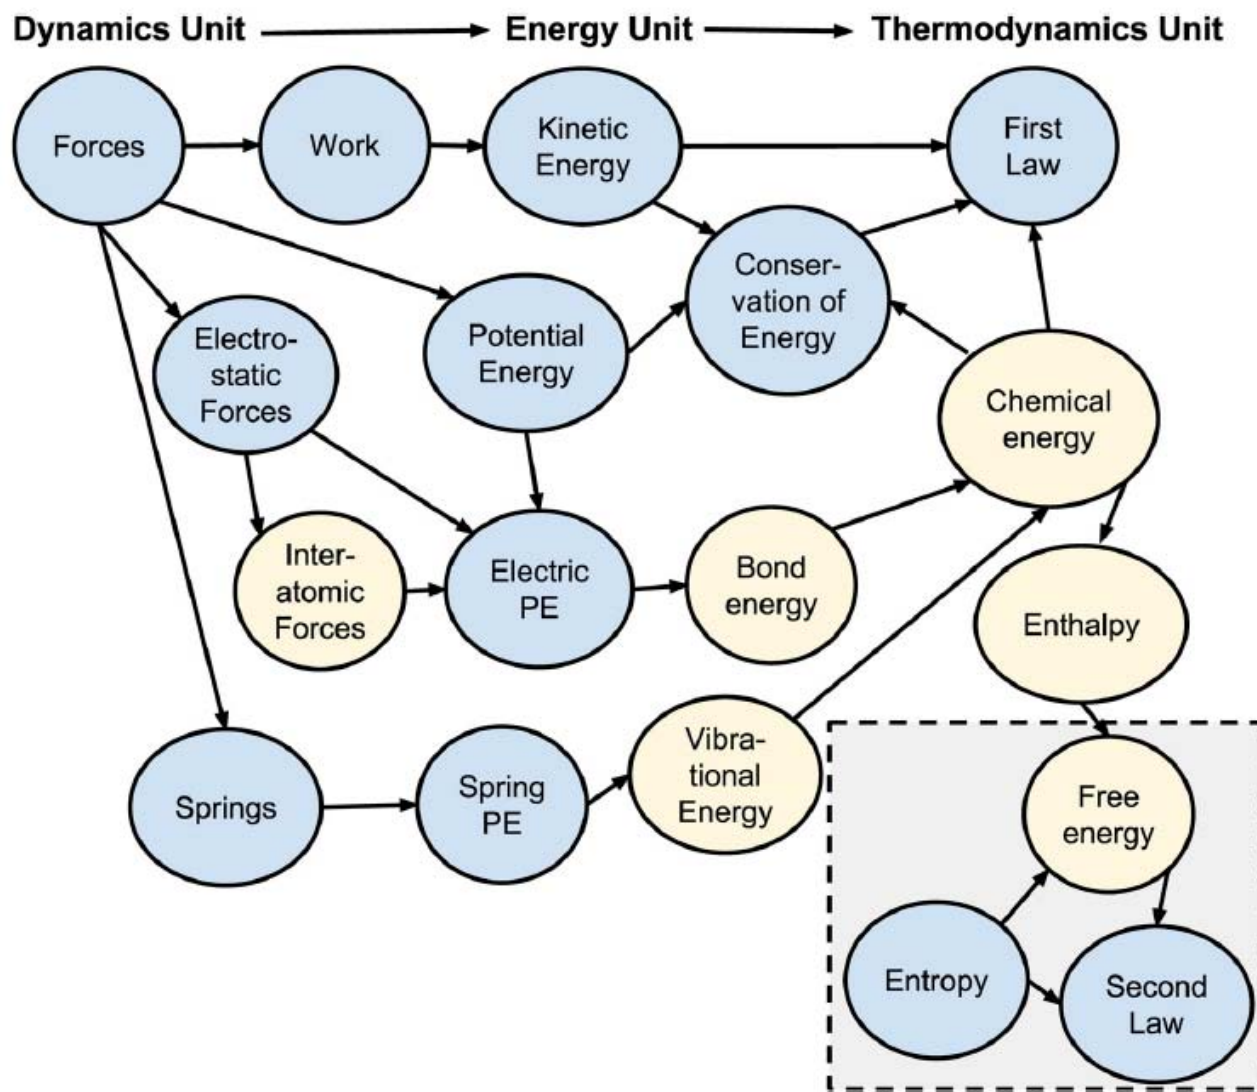 Dynamics Unit
Energy Unit
Thermodynamics Unit
Forces
Work
Kinetic
Energy
First
Law
Conser-
vation of
Energy
Electro-
static
Forces
Potential
Energy
Chemical
energy
Inter-
atomic
Forces
Electric
PE
Bond
energy
Enthalpy
Springs
Spring
PE
Vibra-
tional
Energy
Free
energy
Entropy
Second
Law